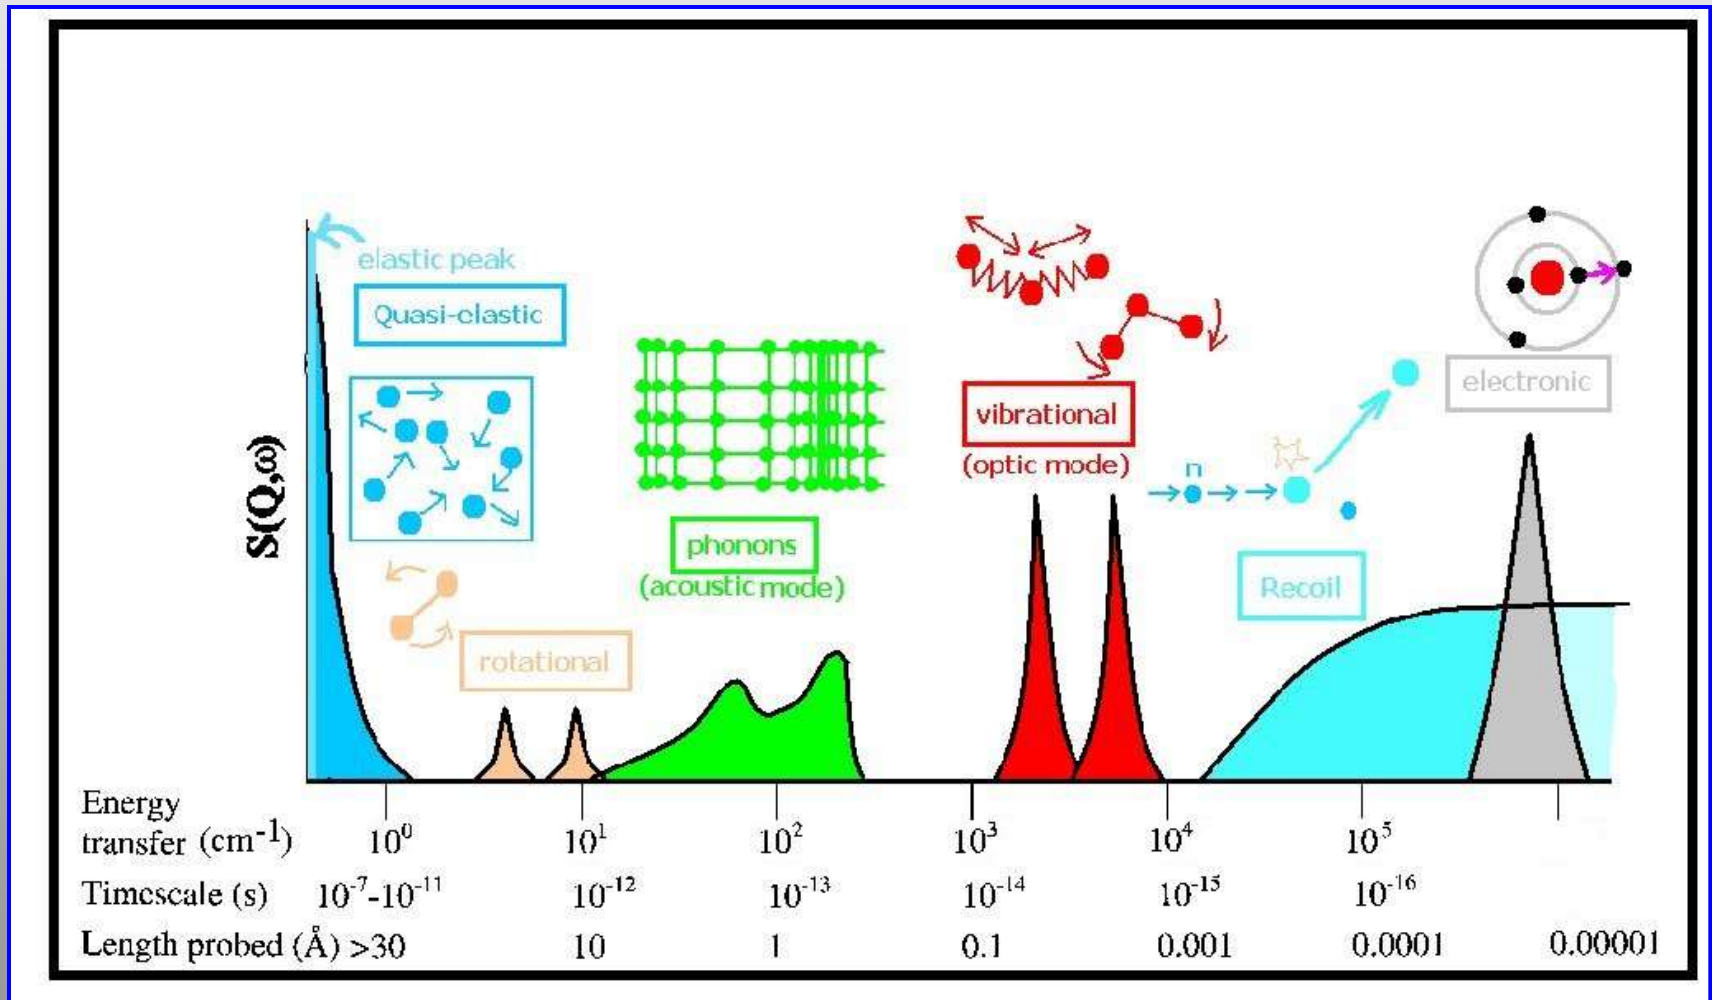 elastic peak
Quasi-elastic
S(Q,ω)
rotational
phonons
(acoustic mode)
vibrational
(optic mode)
n
Recoil
electronic
Energy
transfer (cm⁻¹)
10⁰ 10¹ 10² 10³ 10⁴ 10⁵
Timescale (s) 10⁻⁷-10⁻¹¹ 10⁻¹² 10⁻¹³ 10⁻¹⁴ 10⁻¹⁵ 10⁻¹⁶
Length probed (Å) >30 10 1 0.1 0.001 0.0001 0.00001